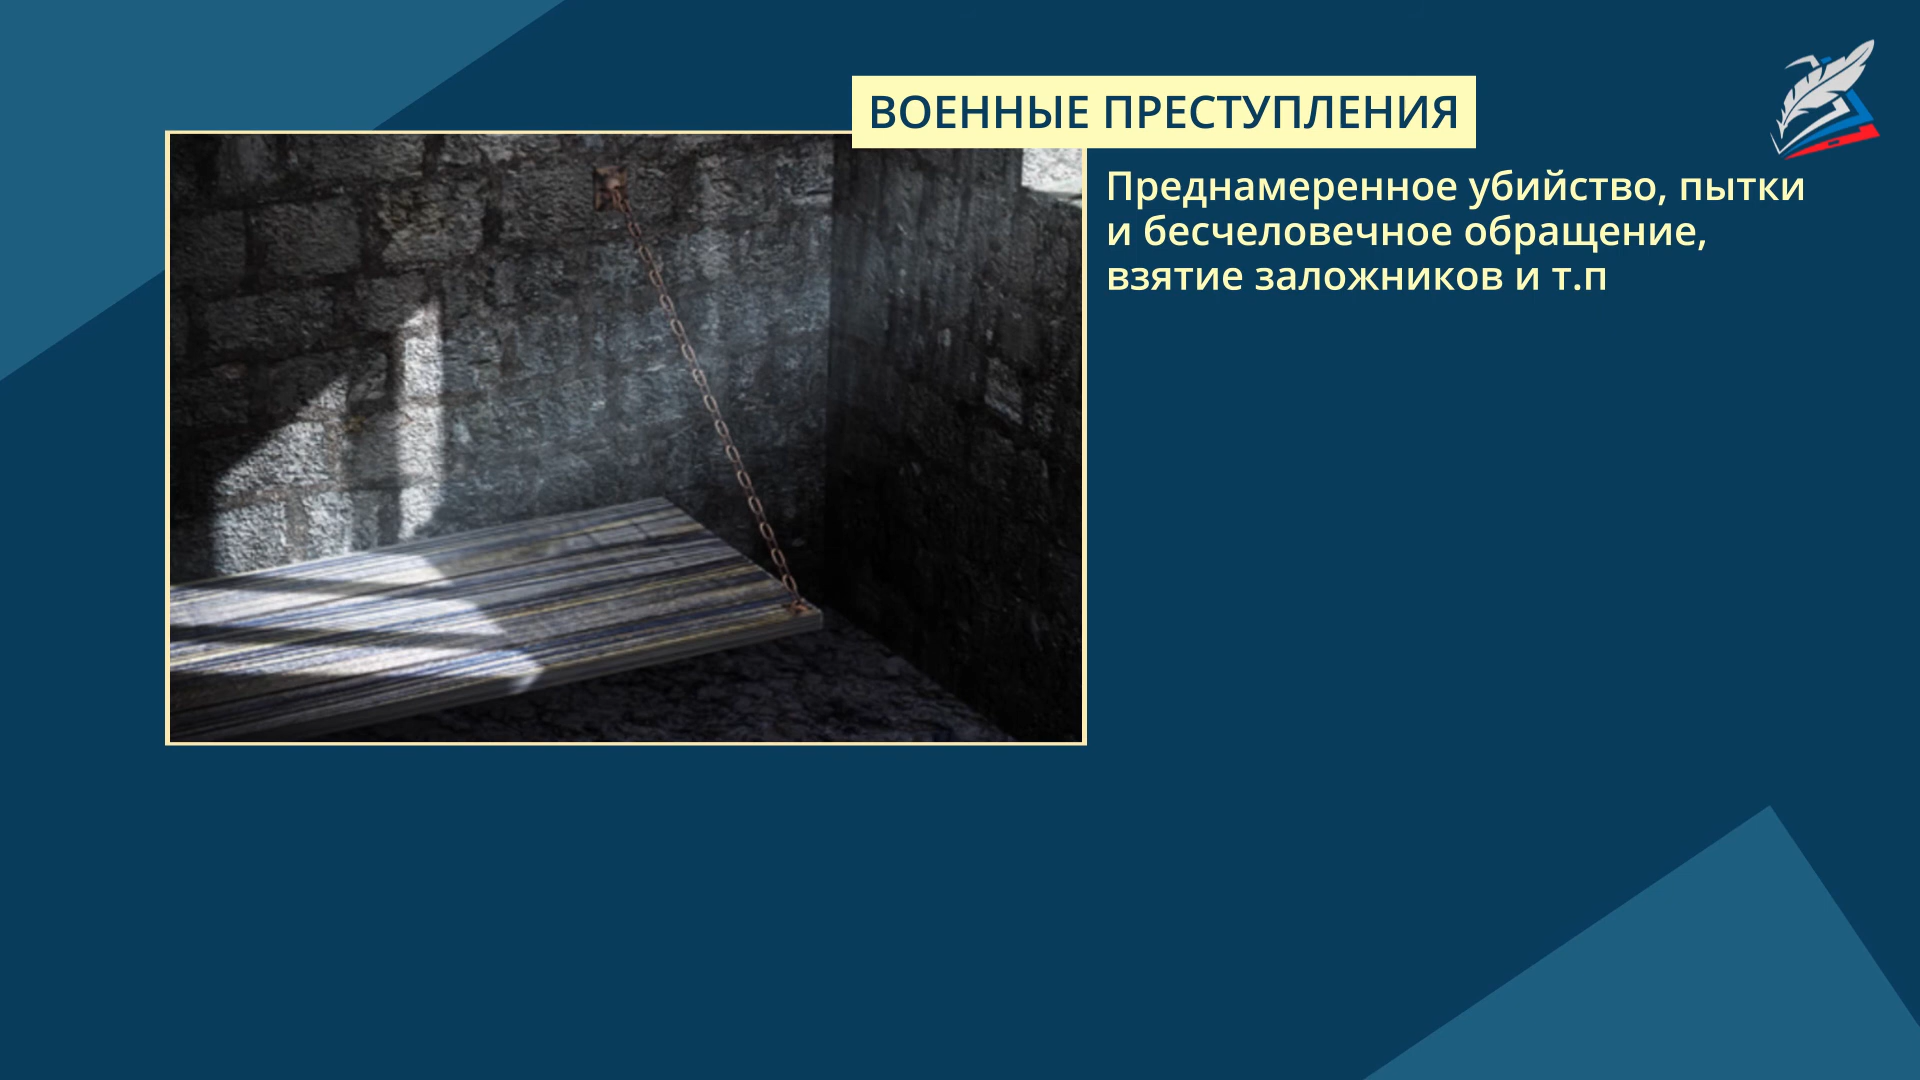 ВОЕННЫЕ ПРЕСТУПЛЕНИЯ
Преднамеренное убийство, пытки
и бесчеловечное обращение,
взятие заложников и т.п